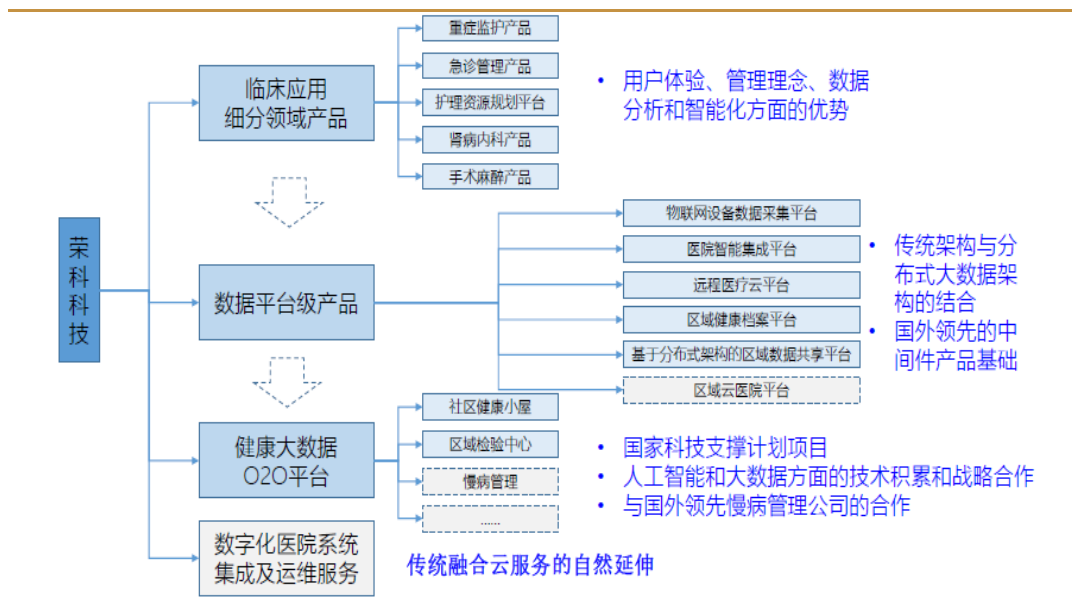 荣
科
科
技
临床应用
细分领域产品
重症监护产品
急诊管理产品
护理资源规划平台
肾病内科产品
手术麻醉产品
• 用户体验、管理理念、数据
分析和智能化方面的优势
数据平台级产品
物联网设备数据采集平台
医院智能集成平台
远程医疗云平台
区域健康档案平台
基于分布式架构的区域数据共享平台
区域云医院平台
• 传统架构与分
布式大数据架
构的结合
• 国外领先的中
间件产品基础
健康大数据
O2O平台
社区健康小屋
区域检验中心
慢病管理
......
• 国家科技支撑计划项目
• 人工智能和大数据方面的技术积累和战略合作
• 与国外领先慢病管理公司的合作
数字化医院系统
集成及运维服务
传统融合云服务的自然延伸